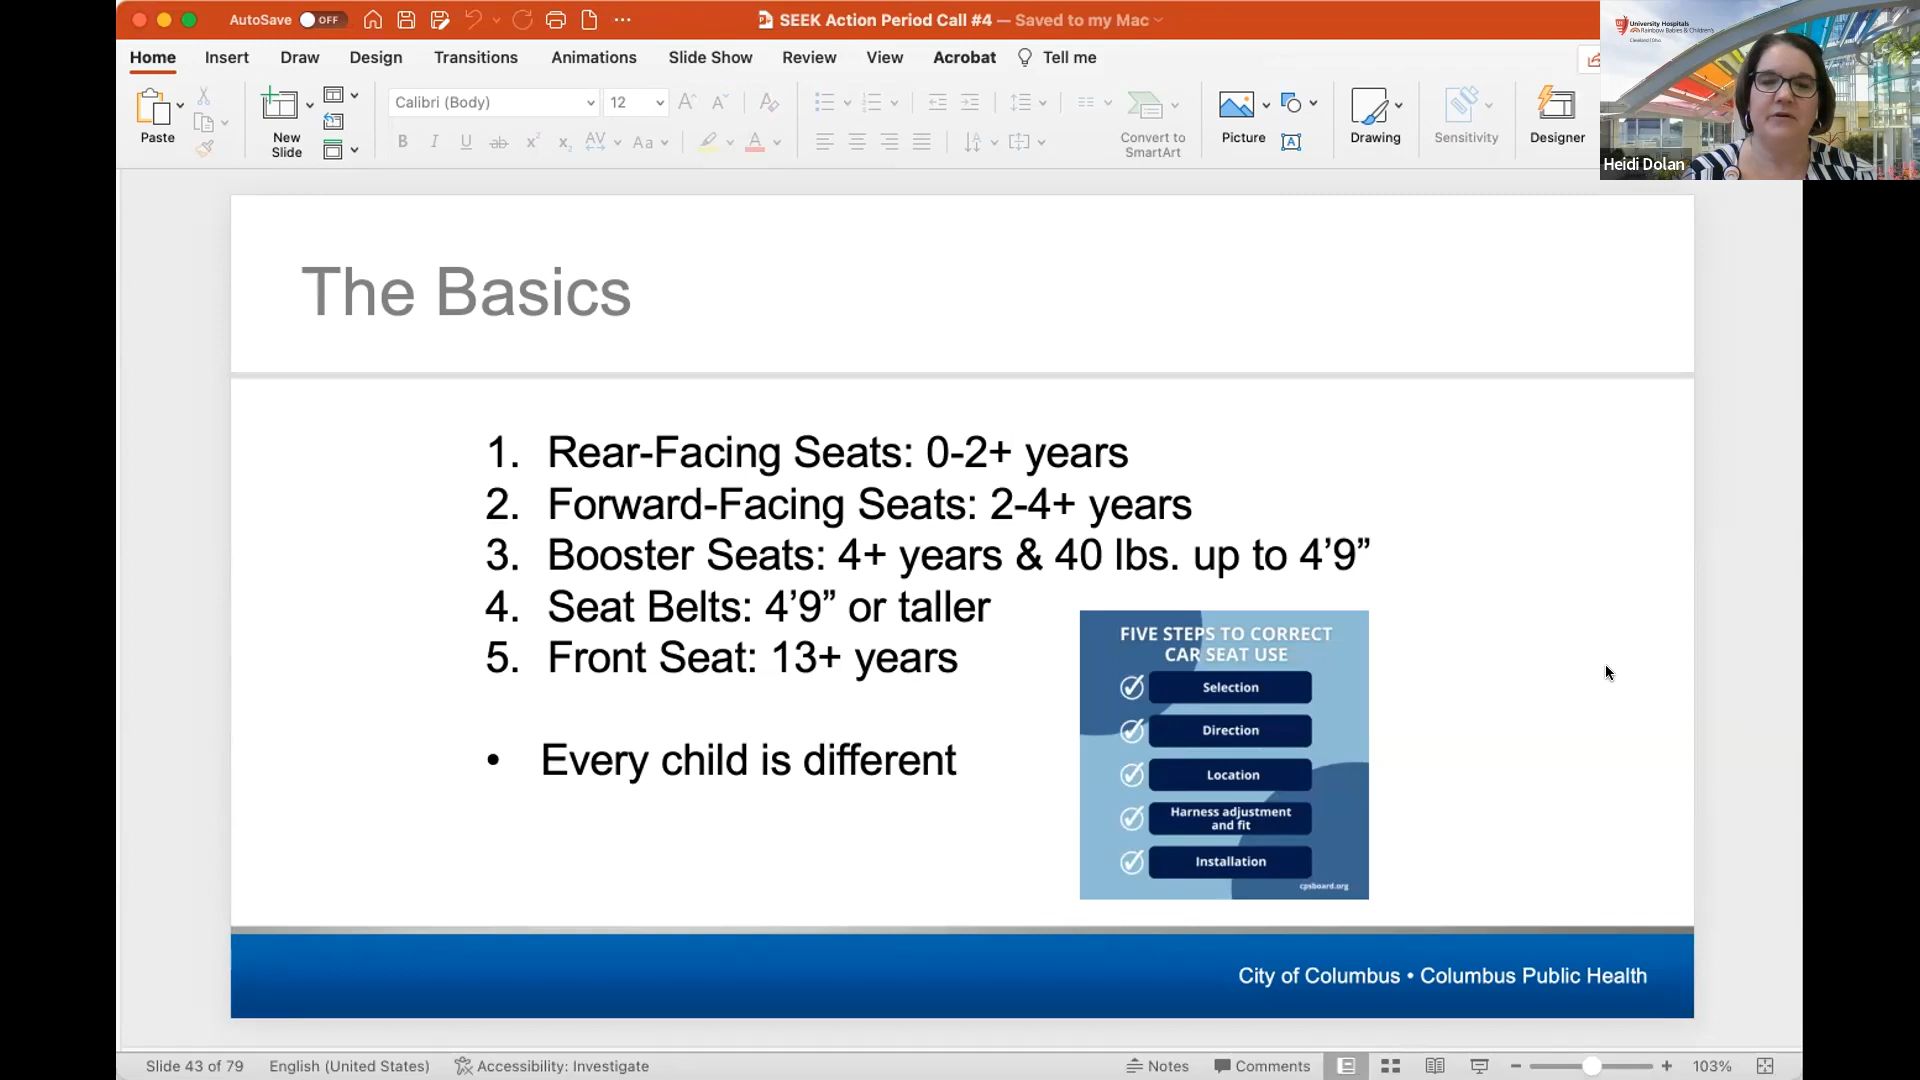 AutoSave OFF
SEEK Action Period Call #4 — Saved to my Mac
Home Insert Draw Design Transitions Animations Slide Show Review View Acrobat Tell me
Paste
New
Slide
Calibri (Body) 12
Convert to
SmartArt
Picture
Drawing
Sensitivity
Designer
University Hospitals
Rainbow Babies & Children's
Heidi Dolan
The Basics
1. Rear-Facing Seats: 0-2+ years
2. Forward-Facing Seats: 2-4+ years
3. Booster Seats: 4+ years & 40 lbs. up to 4’9”
4. Seat Belts: 4’9” or taller
5. Front Seat: 13+ years
• Every child is different
FIVE STEPS TO CORRECT
CAR SEAT USE
Selection
Direction
Location
Harness adjustment
and fit
Installation
cpsboard.org
City of Columbus • Columbus Public Health
Slide 43 of 79 English (United States) Accessibility: Investigate Notes Comments 103%